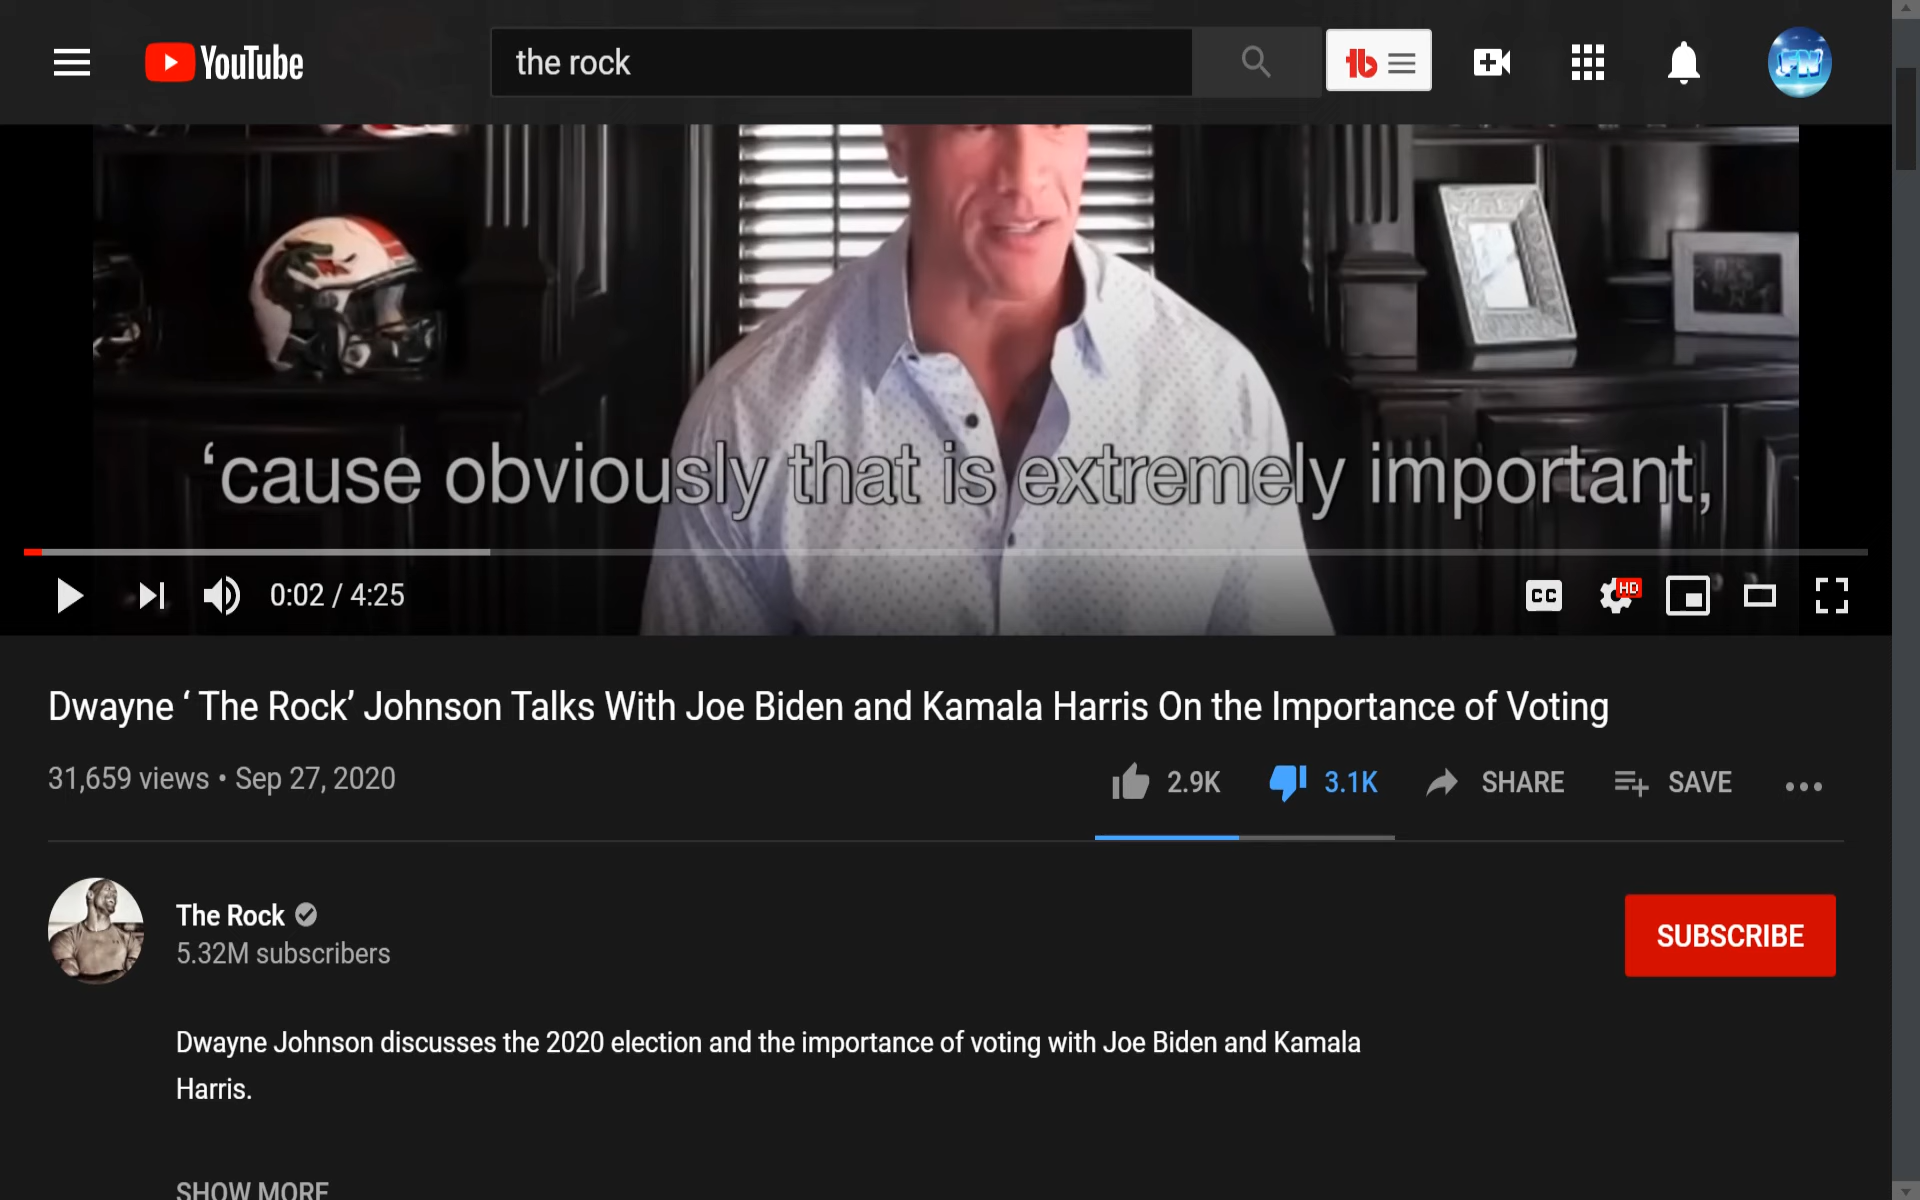 YouTube
the rock
tb
FN
‘cause obviously that is extremely important,
0:02 / 4:25
CC
HD
Dwayne ‘ The Rock’ Johnson Talks With Joe Biden and Kamala Harris On the Importance of Voting
31,659 views • Sep 27, 2020
2.9K
3.1K
SHARE
SAVE
The Rock
5.32M subscribers
SUBSCRIBE
Dwayne Johnson discusses the 2020 election and the importance of voting with Joe Biden and Kamala
Harris.
SHOW MORE